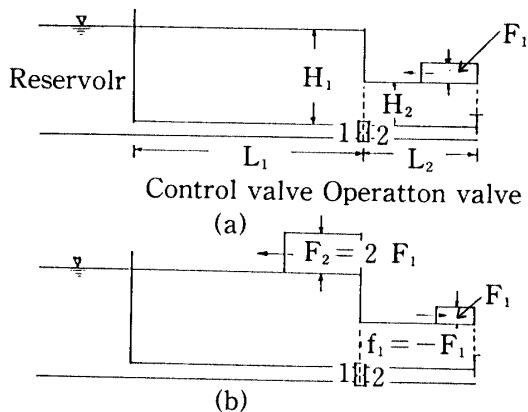 F₁
Reservolr
H₁
H₂
1 2
L₁ L₂
Control valve Operatton valve
(a)
F₂ = 2 F₁
F₁
f₁ = -F₁
1 2
(b)